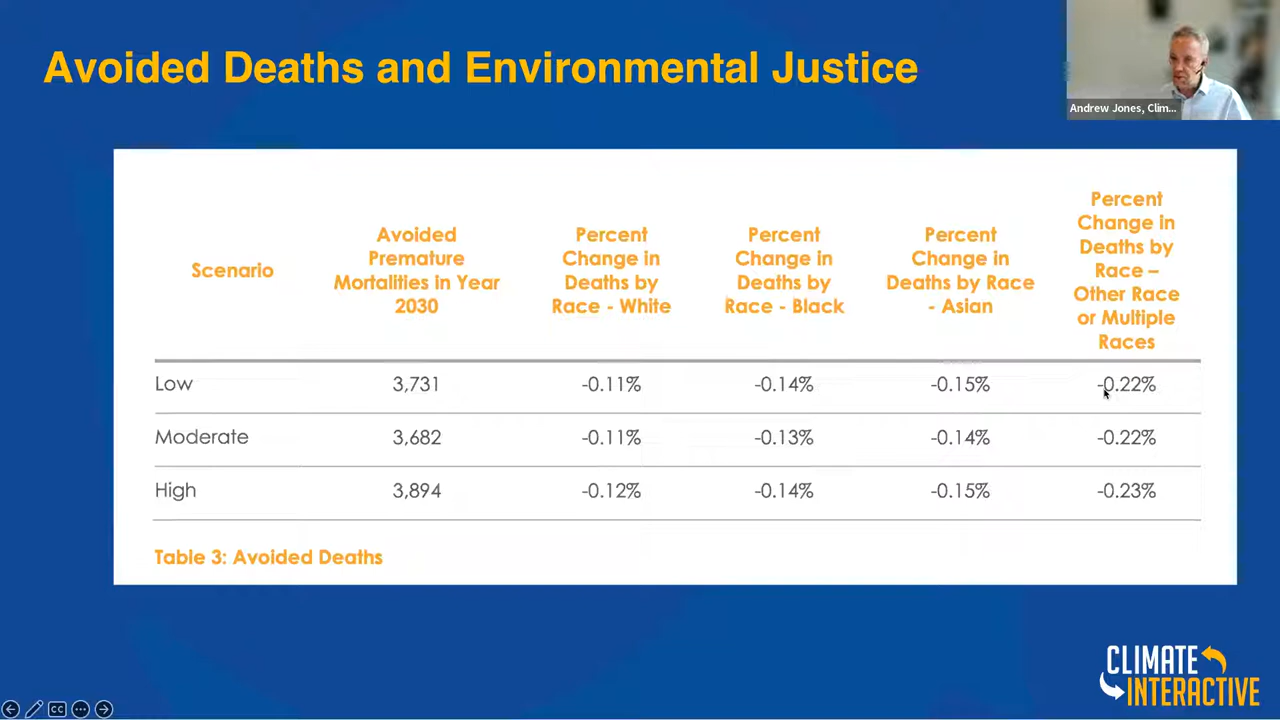 Avoided Deaths and Environmental Justice
Andrew Jones, Clim...
Scenario
Avoided
Premature
Mortalities in Year
2030
Percent
Change in
Deaths by
Race - White
Percent
Change in
Deaths by
Race - Black
Percent
Change in
Deaths by Race
- Asian
Percent
Change in
Deaths by
Race –
Other Race
or Multiple
Races
Low 3,731 -0.11% -0.14% -0.15% -0.22%
Moderate 3,682 -0.11% -0.13% -0.14% -0.22%
High 3,894 -0.12% -0.14% -0.15% -0.23%
Table 3: Avoided Deaths
CLIMATE
INTERACTIVE
CC